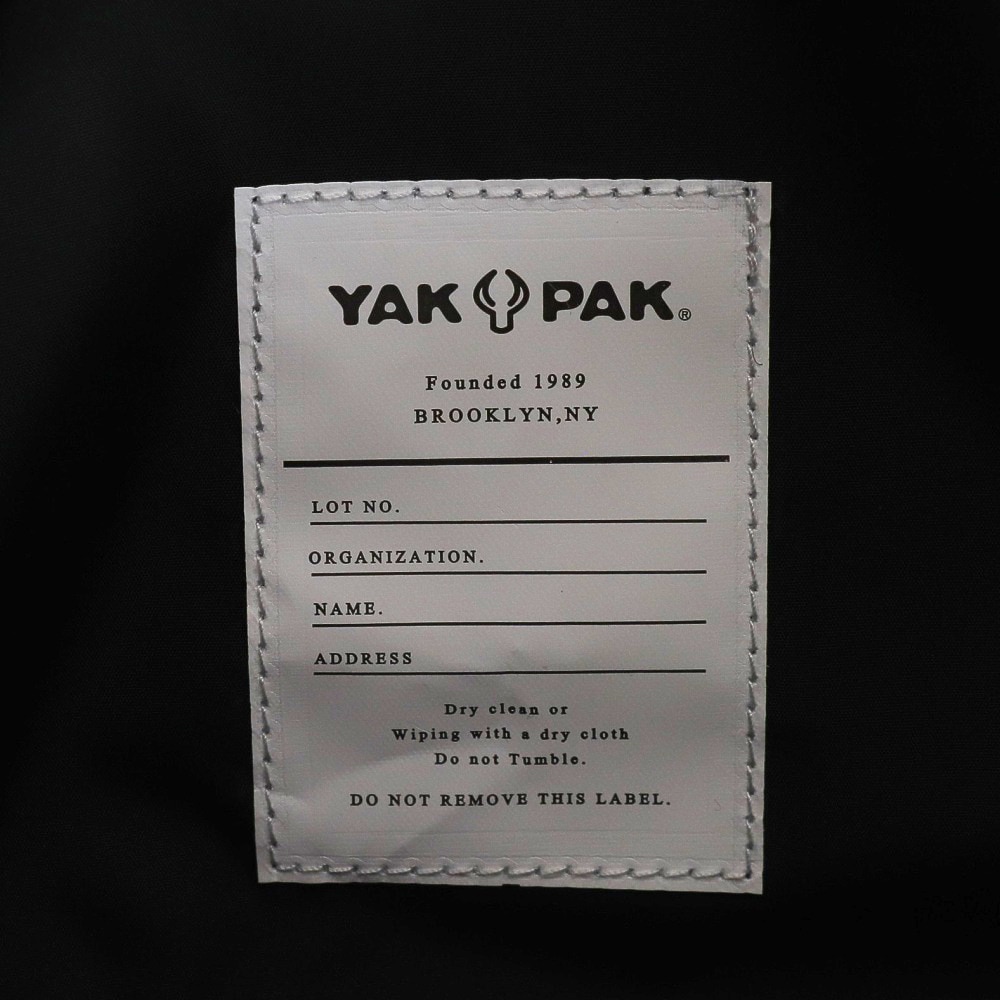 YAK PAK®
Founded 1989
BROOKLYN,NY
LOT NO.
ORGANIZATION.
NAME.
ADDRESS
Dry clean or
Wiping with a dry cloth
Do not Tumble.
DO NOT REMOVE THIS LABEL.